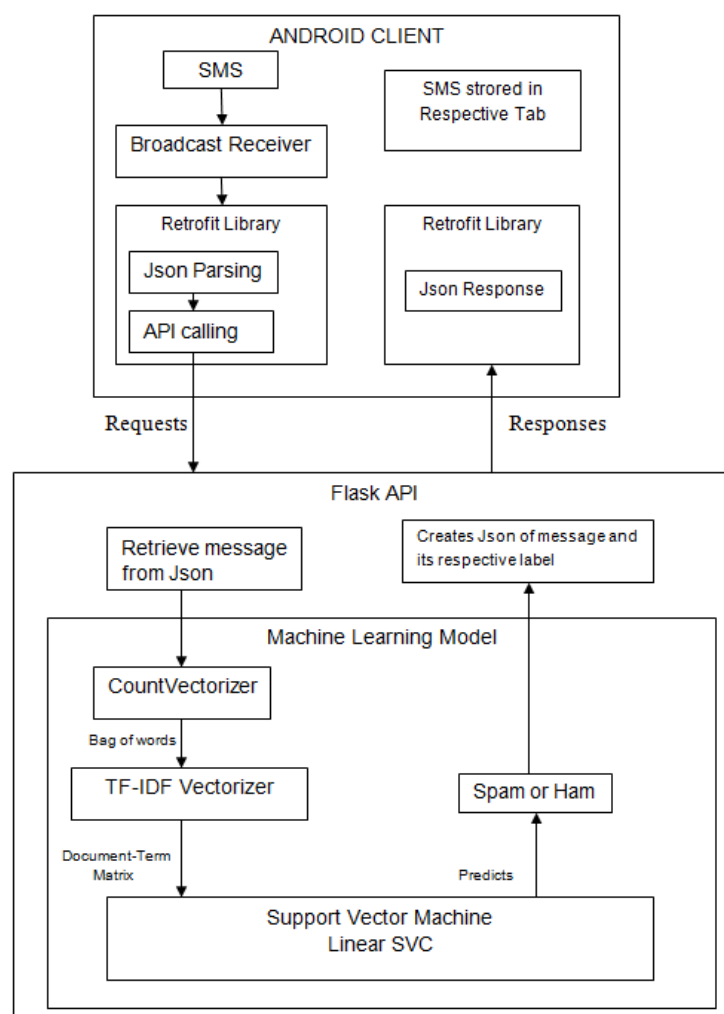 ANDROID CLIENT
SMS
Broadcast Receiver
Retrofit Library
Json Parsing
API calling
SMS strored in
Respective Tab
Retrofit Library
Json Response
Requests
Responses
Flask API
Retrieve message
from Json
Creates Json of message and
its respective label
Machine Learning Model
CountVectorizer
Bag of words
TF-IDF Vectorizer
Document-Term
Matrix
Spam or Ham
Predicts
Support Vector Machine
Linear SVC